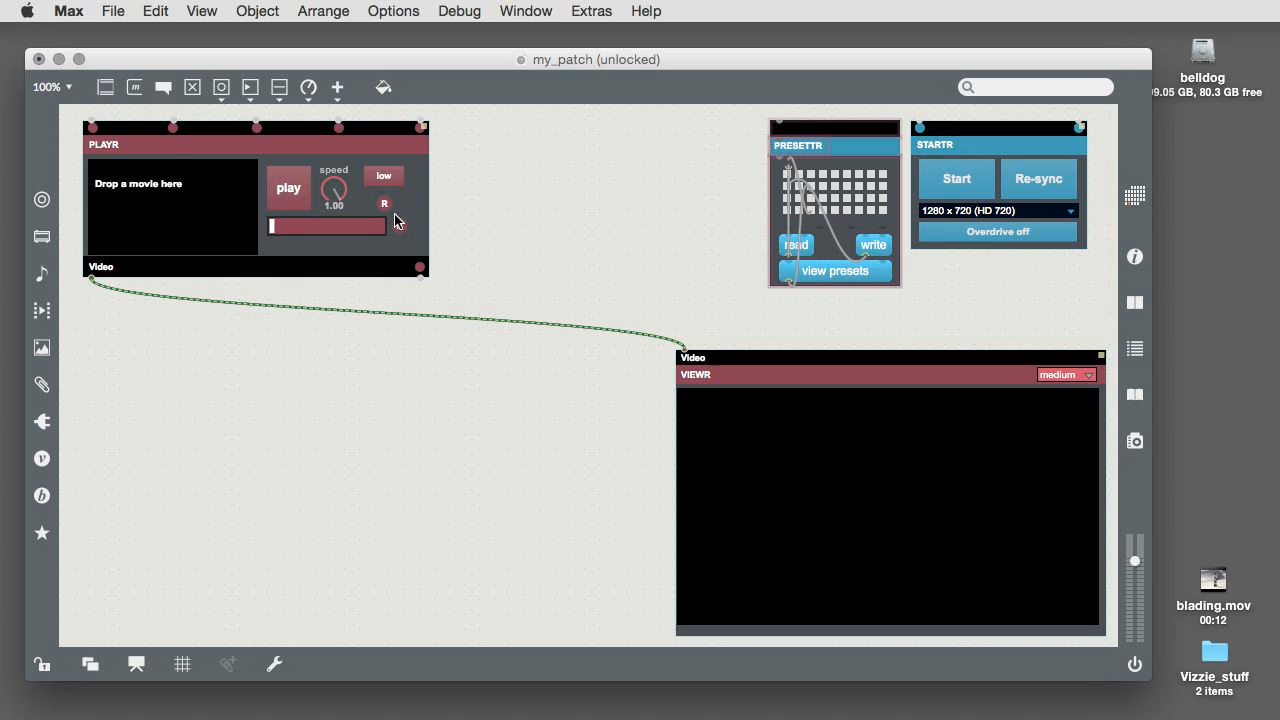 Max File Edit View Object Arrange Options Debug Window Extras Help
my_patch (unlocked)
100%
belldog
9.05 GB, 80.3 GB free
PLAYR
Drop a movie here
play
speed
1.00
low
R
Video
PRESETTR
read
write
view presets
STARTR
Start
Re-sync
1280 x 720 (HD 720)
Overdrive off
Video
VIEWR
medium
blading.mov
00:12
Vizzie_stuff
2 items